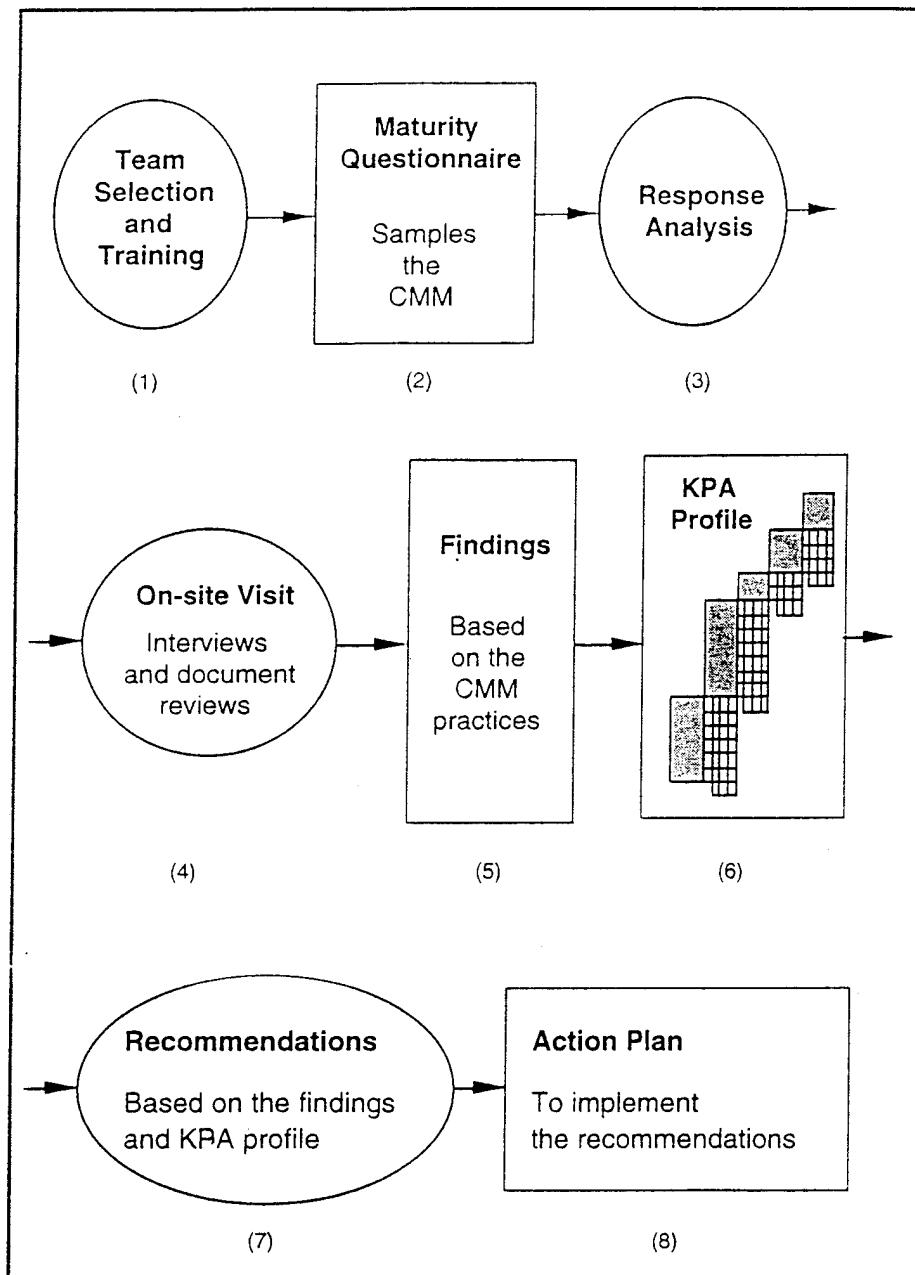 Team
Selection
and
Training
(1)
Maturity
Questionnaire
Samples
the
CMM
(2)
Response
Analysis
(3)
On-site Visit
Interviews
and document
reviews
(4)
Findings
Based
on the
CMM
practices
(5)
KPA
Profile
(6)
Recommendations
Based on the findings
and KPA profile
(7)
Action Plan
To implement
the recommendations
(8)